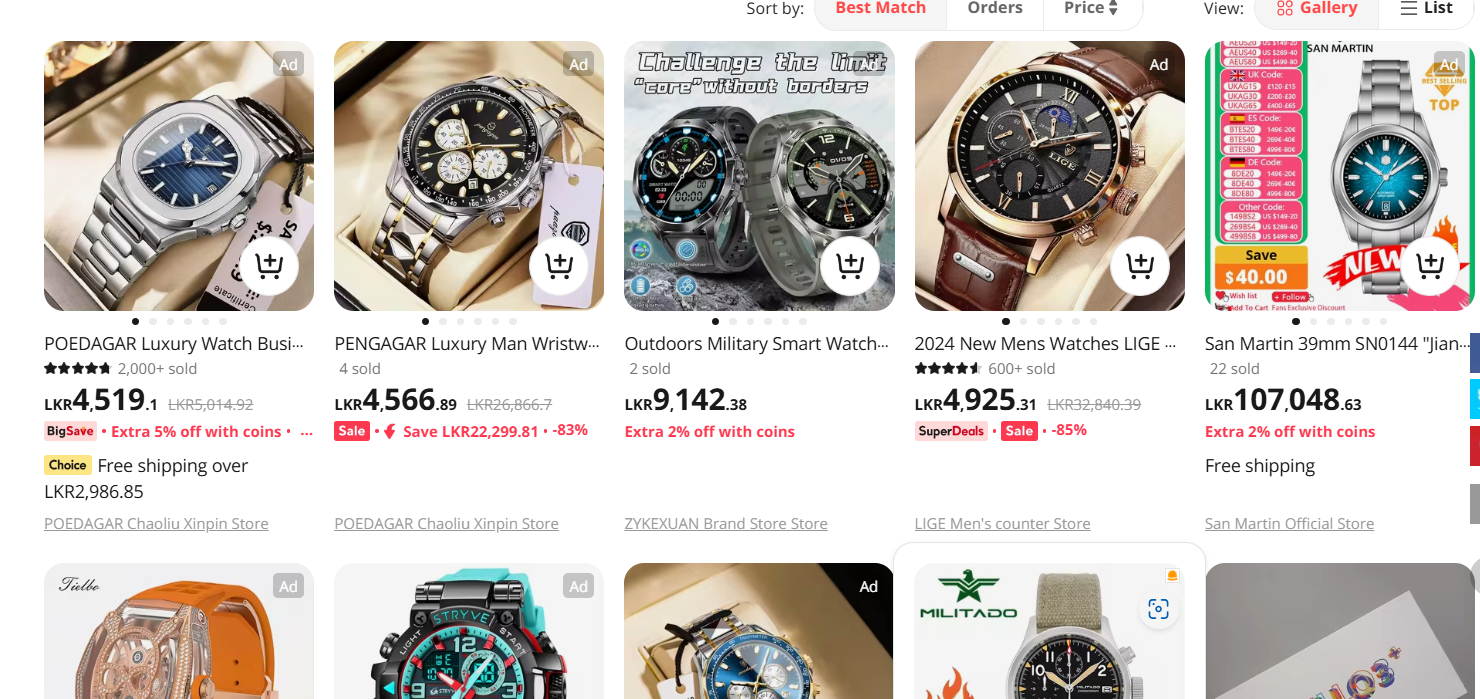 Sort by:
Best Match
Orders
Price
View:
Gallery
List
Ad
Ad
Challenge the limit
"core" without borders
Ad
Ad
LIGE
SAN MARTIN
Ad
BEST SELLING
TOP
AEUS40 US $269-40
AEUS80 US $499-80
UK Code:
UKAG15 £120-£15
UKAG30 £200-£30
UKAG65 £400-£65
ES Code:
BTES20 149€-20€
BTES40 269€-40€
BTES80 499€-80€
DE Code:
8DE20 149€-20€
8DE40 269€-40€
8DE80 499€-80€
Other Code:
149BS2 US $149-20
269BS4 US $269-40
499BS8 US $499-80
Save
$40.00
NEW
Wish list
+ Follow
Add To Cart Fans Exclusive Discount
POEDAGAR Luxury Watch Busi...
2,000+ sold
LKR4,519.1 LKR5,014.92
BigSave · Extra 5% off with coins · ...
Choice Free shipping over
LKR2,986.85
POEDAGAR Chaoliu Xinpin Store
PENGAGAR Luxury Man Wristw...
4 sold
LKR4,566.89 LKR26,866.7
Sale · Save LKR22,299.81 · -83%
POEDAGAR Chaoliu Xinpin Store
Outdoors Military Smart Watch...
2 sold
LKR9,142.38
Extra 2% off with coins
ZYKEXUAN Brand Store Store
2024 New Mens Watches LIGE ...
600+ sold
LKR4,925.31 LKR32,840.39
SuperDeals · Sale · -85%
LIGE Men's counter Store
San Martin 39mm SN0144 "Jian...
22 sold
LKR107,048.63
Extra 2% off with coins
Free shipping
San Martin Official Store
Tielbo
Ad
Ad
STRYVE
LIGHT
START
12
9
3
Ad
MILITADO
10
2